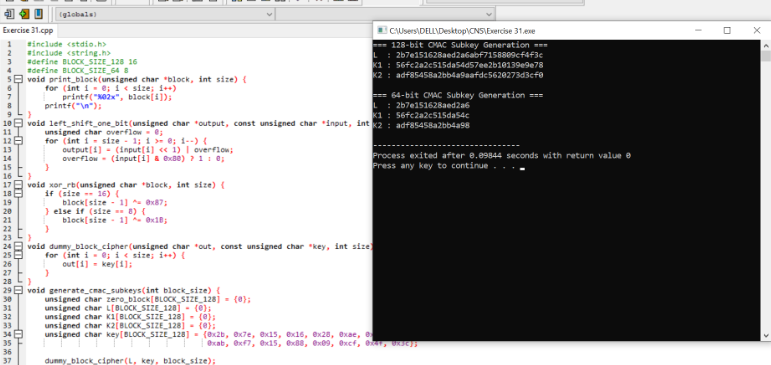 (globals)
Exercise 31.cpp
1 #include <stdio.h>
2 #include <string.h>
3 #define BLOCK_SIZE_128 16
4 #define BLOCK_SIZE_64 8
5 void print_block(unsigned char *block, int size) {
6 for (int i = 0; i < size; i++)
7 printf("%02x", block[i]);
8 printf("\n");
9 }
10 void left_shift_one_bit(unsigned char *output, const unsigned char *input, int
11 unsigned char overflow = 0;
12 for (int i = size - 1; i >= 0; i--) {
13 output[i] = (input[i] << 1) | overflow;
14 overflow = (input[i] & 0x80) ? 1 : 0;
15 }
16 }
17 void xor_rb(unsigned char *block, int size) {
18 if (size == 16) {
19 block[size - 1] ^= 0x87;
20 } else if (size == 8) {
21 block[size - 1] ^= 0x1B;
22 }
23 }
24 void dummy_block_cipher(unsigned char *out, const unsigned char *key, int size)
25 for (int i = 0; i < size; i++) {
26 out[i] = key[i];
27 }
28 }
29 void generate_cmac_subkeys(int block_size) {
30 unsigned char zero_block[BLOCK_SIZE_128] = {0};
31 unsigned char L[BLOCK_SIZE_128] = {0};
32 unsigned char K1[BLOCK_SIZE_128] = {0};
33 unsigned char K2[BLOCK_SIZE_128] = {0};
34 unsigned char key[BLOCK_SIZE_128] = {0x2b, 0x7e, 0x15, 0x16, 0x28, 0xae,
35 0xab, 0xf7, 0x15, 0x88, 0x09, 0xcf, 0x4f, 0x3c};
36
37 dummy_block_cipher(L, key, block_size);
C:\Users\DELL\Desktop\CNS\Exercise 31.exe
=== 128-bit CMAC Subkey Generation ===
L : 2b7e151628aed2a6abf7158809cf4f3c
K1 : 56fc2a2c515da54d57ee2b10139e9e78
K2 : adf85458a2bb4a9aafdc5620273d3cf0
=== 64-bit CMAC Subkey Generation ===
L : 2b7e151628aed2a6
K1 : 56fc2a2c515da54c
K2 : adf85458a2bb4a98
--------------------------------
Process exited after 0.09844 seconds with return value 0
Press any key to continue . . .